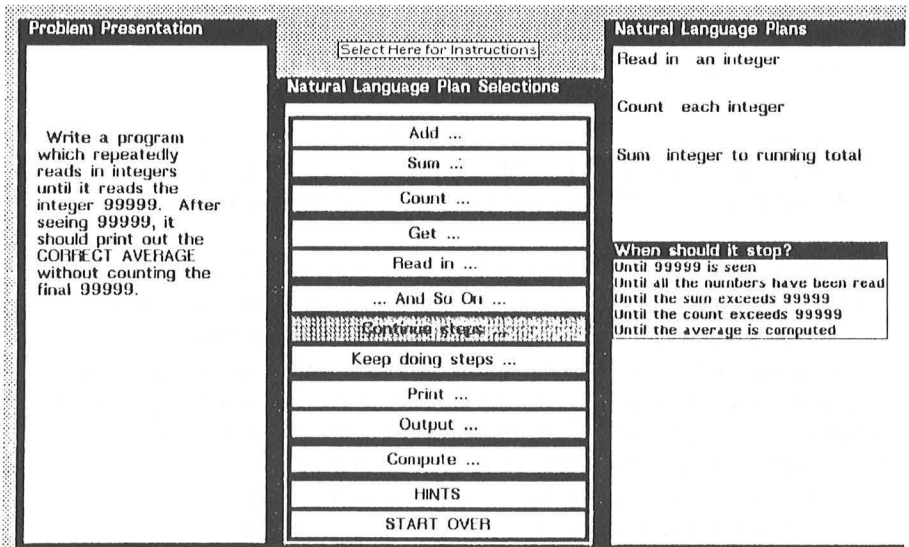 Problem Presentation
Write a program
which repeatedly
reads in integers
until it reads the
integer 99999.  After
seeing 99999, it
should print out the
CORRECT AVERAGE
without counting the
final 99999.
Select Here for Instructions
Natural Language Plan Selections
Add ...
Sum ...
Count ...
Get ...
Read in ...
... And So On ...
Continue steps ...
Keep doing steps ...
Print ...
Output ...
Compute ...
HINTS
START OVER
Natural Language Plans
Read in  an integer
Count  each integer
Sum  integer to running total
When should it stop?
Until 99999 is seen
Until all the numbers have been read
Until the sum exceeds 99999
Until the count exceeds 99999
Until the average is computed